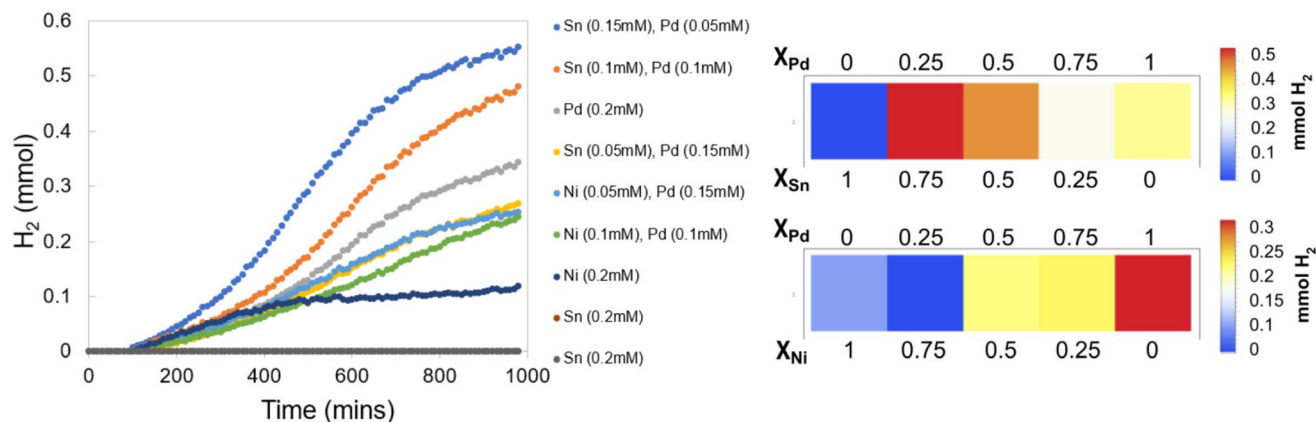 0.6
0.5
0.4
0.3
0.2
0.1
0
H₂ (mmol)
0 200 400 600 800 1000
Time (mins)
Sn (0.15mM), Pd (0.05mM)
Sn (0.1mM), Pd (0.1mM)
Pd (0.2mM)
Sn (0.05mM), Pd (0.15mM)
Ni (0.05mM), Pd (0.15mM)
Ni (0.1mM), Pd (0.1mM)
Ni (0.2mM)
Sn (0.2mM)
Sn (0.2mM)
X_Pd 0 0.25 0.5 0.75 1
X_Sn 1 0.75 0.5 0.25 0
0.5
0.4
0.3
0.2
0.1
0
mmol H₂
X_Pd 0 0.25 0.5 0.75 1
X_Ni 1 0.75 0.5 0.25 0
0.3
0.25
0.2
0.15
0.1
0
mmol H₂